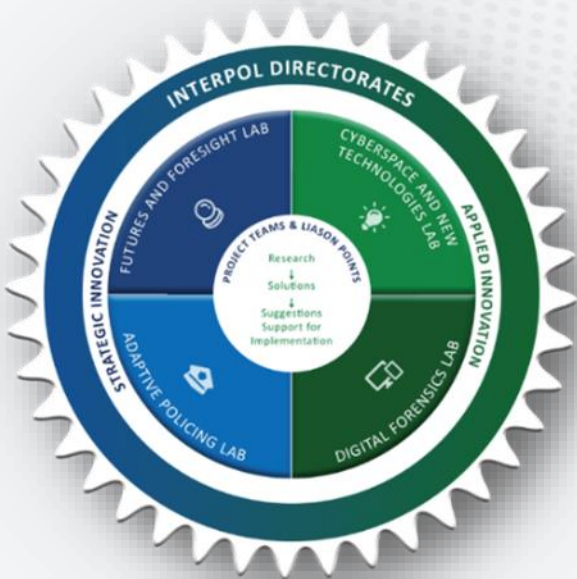 INTERPOL DIRECTORATES
STRATEGIC INNOVATION
APPLIED INNOVATION
FUTURES AND FORESIGHT LAB
CYBERSPACE AND NEW
TECHNOLOGIES LAB
PROJECT TEAMS & LIASON POINTS
Research
↓
Solutions
↓
Suggestions
Support for
Implementation
ADAPTIVE POLICING LAB
DIGITAL FORENSICS LAB